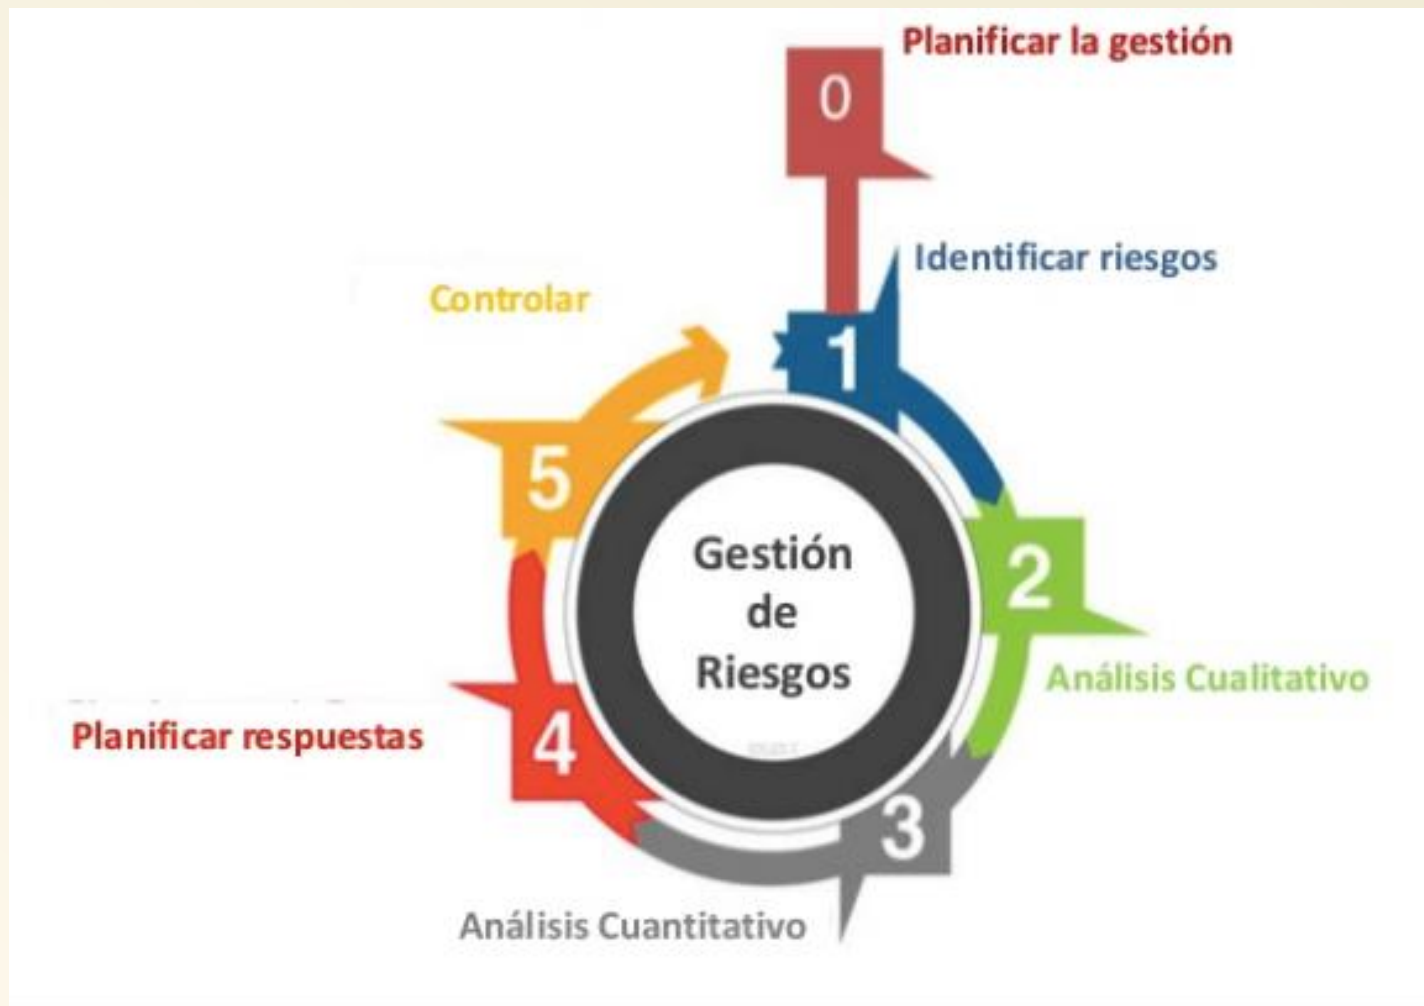 0
Planificar la gestión
1
Identificar riesgos
2
Análisis Cualitativo
3
Análisis Cuantitativo
4
Planificar respuestas
5
Controlar
Gestión
de
Riesgos